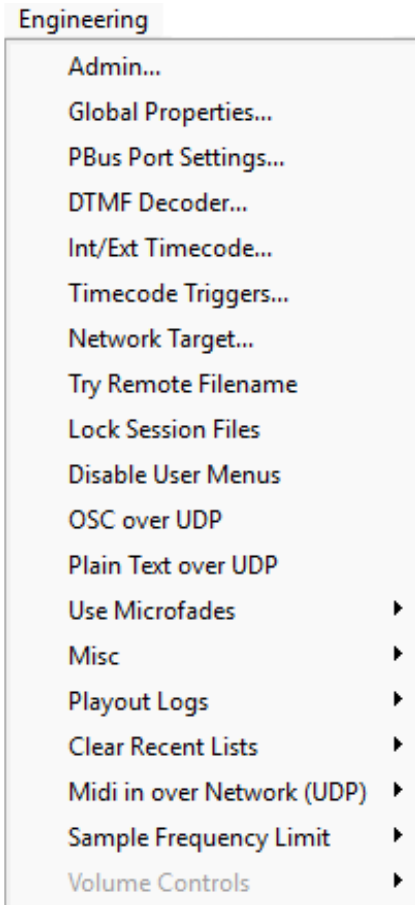 Engineering
Admin...
Global Properties...
PBus Port Settings...
DTMF Decoder...
Int/Ext Timecode...
Timecode Triggers...
Network Target...
Try Remote Filename
Lock Session Files
Disable User Menus
OSC over UDP
Plain Text over UDP
Use Microfades
Misc
Playout Logs
Clear Recent Lists
Midi in over Network (UDP)
Sample Frequency Limit
Volume Controls